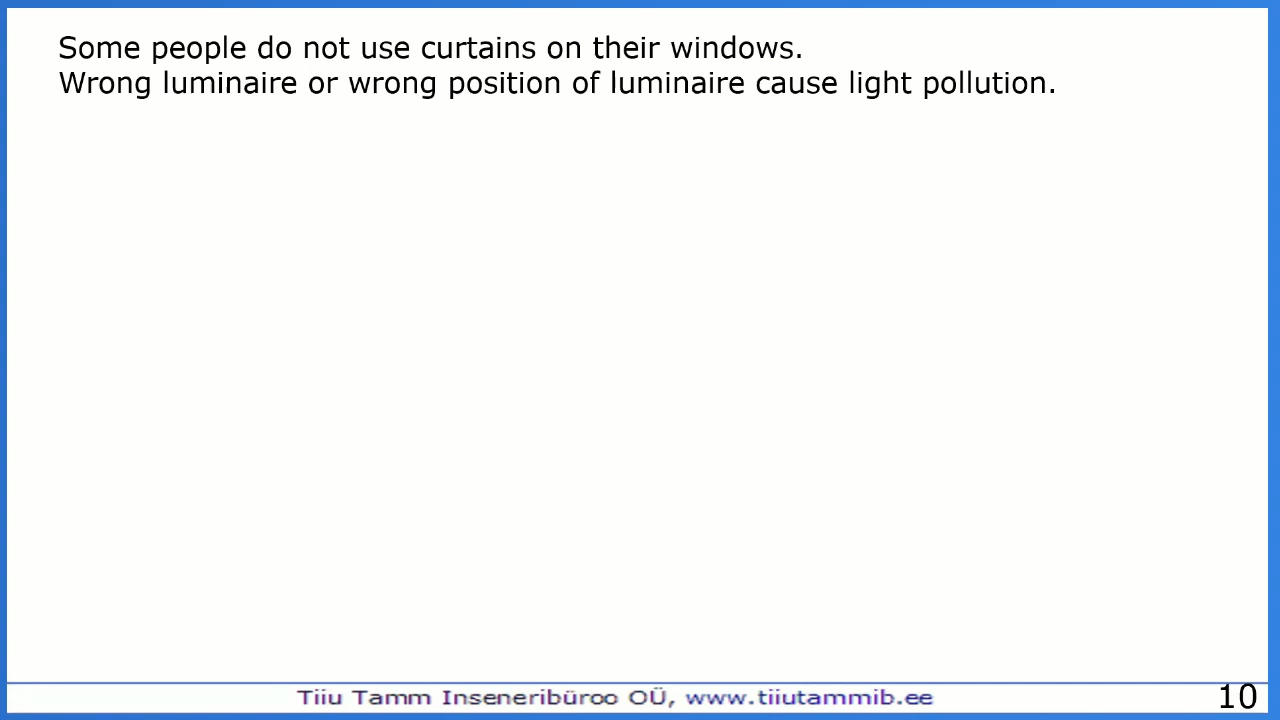 Some people do not use curtains on their windows.
Wrong luminaire or wrong position of luminaire cause light pollution.
Tiiu Tamm Inseneribüroo OÜ, www.tiiutammib.ee
10